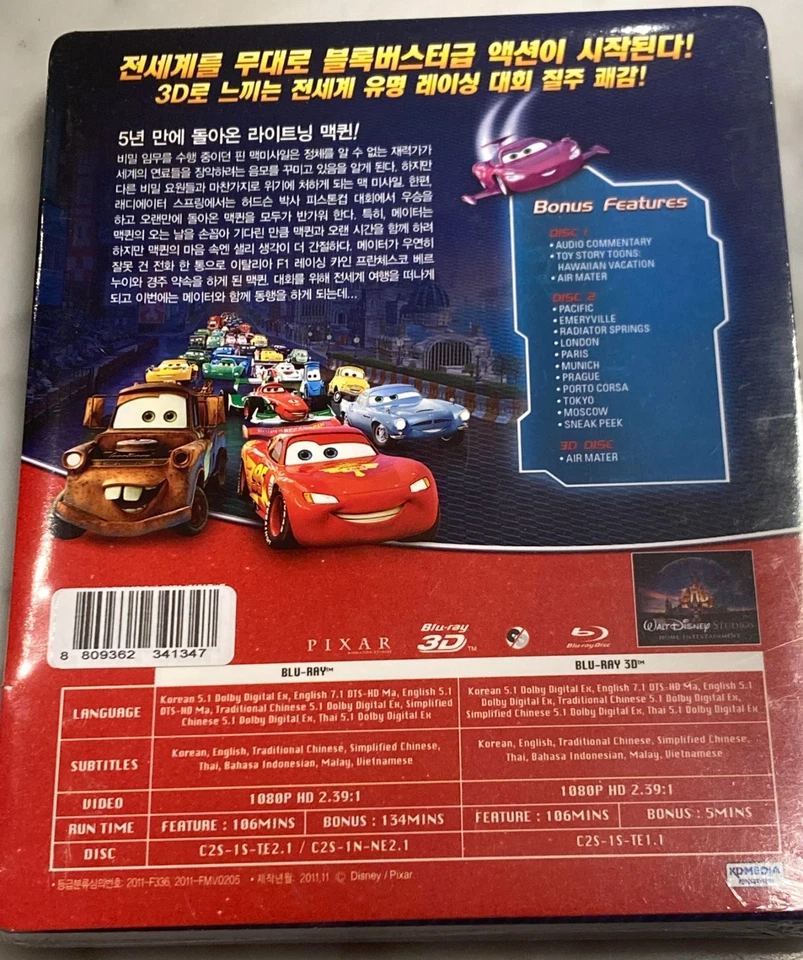 전세계를 무대로 블록버스터급 액션이 시작된다!
3D로 느끼는 전세계 유명 레이싱 대회 질주 쾌감!
5년 만에 돌아온 라이트닝 맥퀸!
비밀 임무를 수행 중이던 핀 맥미사일은 정체를 알 수 없는 재력가가
세계의 연료들을 장악하려는 음모를 꾸미고 있음을 알게 된다. 하지만
다른 비밀 요원들과 마찬가지로 위기에 처하게 되는 맥 미사일. 한편,
래디에이터 스프링에서는 허드슨 박사 피스톤컵 대회에서 우승을
하고 오랜만에 돌아온 맥퀸을 모두가 반가워 한다. 특히, 메이터는
맥퀸의 오는 날을 손꼽아 기다린 만큼 맥퀸과 오랜 시간을 함께 하려
하지만 맥퀸의 마음 속엔 샐리 생각이 더 간절하다. 메이터가 우연히
잘못 건 전화 한 통으로 이탈리아 F1 레이싱 카인 프란체스코 베르
누이와 경주 약속을 하게 된 맥퀸. 대회를 위해 전세계 여행을 떠나게
되고 이번에는 메이터와 함께 동행을 하게 되는데...
Bonus Features
DISC 1
• AUDIO COMMENTARY
• TOY STORY TOONS:
HAWAIIAN VACATION
• AIR MATER
DISC 2
• PACIFIC
• EMERYVILLE
• RADIATOR SPRINGS
• LONDON
• PARIS
• MUNICH
• PRAGUE
• PORTO CORSA
• TOKYO
• MOSCOW
• SNEAK PEEK
3D DISC
• AIR MATER
8 809362 341347
PIXAR
ANIMATION STUDIOS
Blu-ray 3D™
Blu-ray Disc
WALT DISNEY STUDIOS
HOME ENTERTAINMENT
BLU-RAY™ BLU-RAY 3D™
LANGUAGE
Korean 5.1 Dolby Digital Ex, English 7.1 DTS-HD Ma, English 5.1
DTS-HD Ma, Traditional Chinese 5.1 Dolby Digital Ex, Simplified
Chinese 5.1 Dolby Digital Ex, Thai 5.1 Dolby Digital Ex
Korean 5.1 Dolby Digital Ex, English 7.1 DTS-HD Ma, English 5.1
Dolby Digital Ex, Traditional Chinese 5.1 Dolby Digital Ex,
Simplified Chinese 5.1 Dolby Digital Ex, Thai 5.1 Dolby Digital Ex
SUBTITLES
Korean, English, Traditional Chinese, Simplified Chinese,
Thai, Bahasa Indonesian, Malay, Vietnamese
Korean, English, Traditional Chinese, Simplified Chinese,
Thai, Bahasa Indonesian, Malay, Vietnamese
VIDEO 1080P HD 2.39:1 1080P HD 2.39:1
RUN TIME FEATURE : 106MINS BONUS : 134MINS FEATURE : 106MINS BONUS : 5MINS
DISC C2S-1S-TE2.1 / C2S-1N-NE2.1 C2S-1S-TE1.1
• 등급분류심의번호: 2011-F336, 2011-FMV0205 • 제작년월: 2011.11 © Disney / Pixar
KDMEDIA